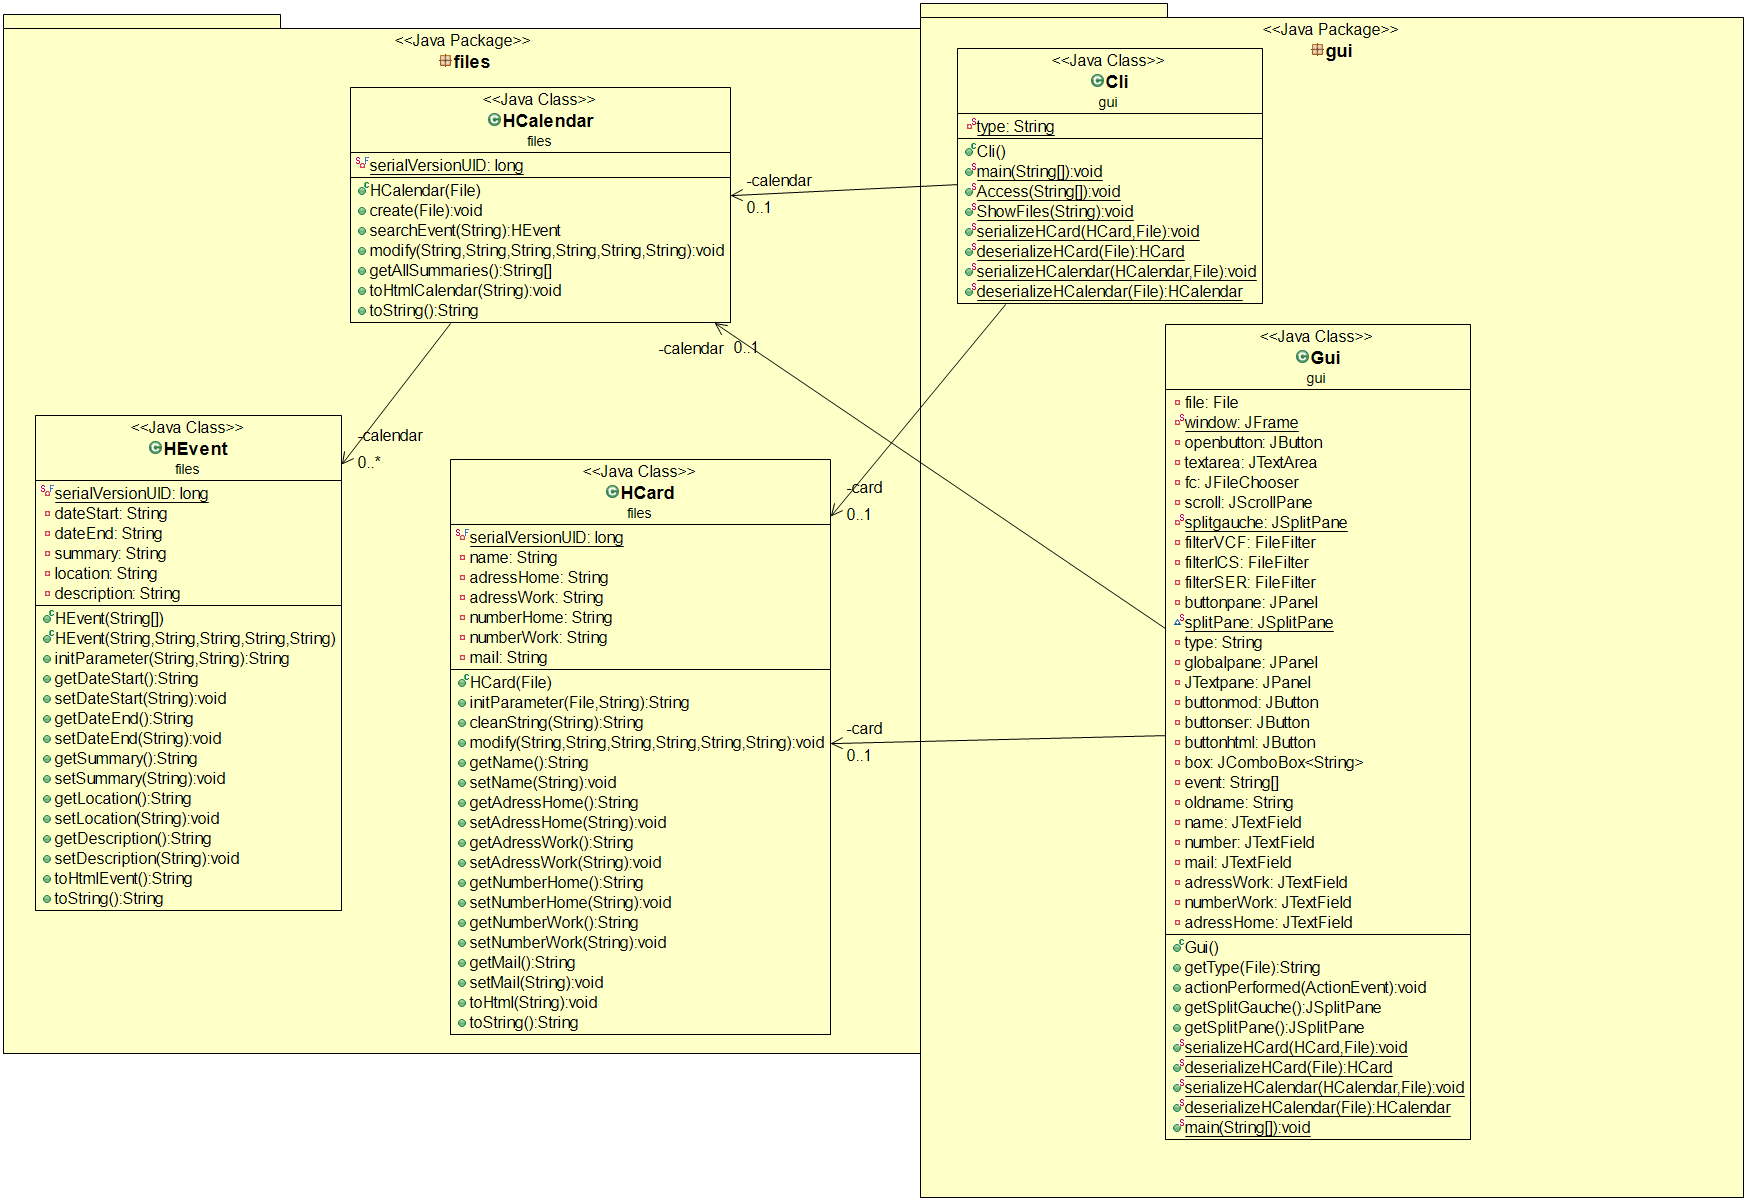 <<Java Package>>
files
<<Java Class>>
HCalendar
files
serialVersionUID: long
HCalendar(File)
create(File):void
searchEvent(String):HEvent
modify(String,String,String,String,String,String):void
getAllSummaries():String[]
toHtmlCalendar(String):void
toString():String
-calendar
0..1
-calendar
0..1
-calendar
0..*
<<Java Class>>
HEvent
files
serialVersionUID: long
dateStart: String
dateEnd: String
summary: String
location: String
description: String
HEvent(String[])
HEvent(String,String,String,String,String)
initParameter(String,String):String
getDateStart():String
setDateStart(String):void
getDateEnd():String
setDateEnd(String):void
getSummary():String
setSummary(String):void
getLocation():String
setLocation(String):void
getDescription():String
setDescription(String):void
toHtmlEvent():String
toString():String
<<Java Class>>
HCard
files
serialVersionUID: long
name: String
adressHome: String
adressWork: String
numberHome: String
numberWork: String
mail: String
HCard(File)
initParameter(File,String):String
cleanString(String):String
modify(String,String,String,String,String,String):void
getName():String
setName(String):void
getAdressHome():String
setAdressHome(String):void
getAdressWork():String
setAdressWork(String):void
getNumberHome():String
setNumberHome(String):void
getNumberWork():String
setNumberWork(String):void
getMail():String
setMail(String):void
toHtml(String):void
toString():String
-card
0..1
-card
0..1
<<Java Package>>
gui
<<Java Class>>
Cli
gui
type: String
Cli()
main(String[]):void
Access(String[]):void
ShowFiles(String):void
serializeHCard(HCard,File):void
deserializeHCard(File):HCard
serializeHCalendar(HCalendar,File):void
deserializeHCalendar(File):HCalendar
<<Java Class>>
Gui
gui
file: File
window: JFrame
openbutton: JButton
textarea: JTextArea
fc: JFileChooser
scroll: JScrollPane
splitgauche: JSplitPane
filterVCF: FileFilter
filterICS: FileFilter
filterSER: FileFilter
buttonpane: JPanel
splitPane: JSplitPane
type: String
globalpane: JPanel
JTextpane: JPanel
buttonmod: JButton
buttonser: JButton
buttonhtml: JButton
box: JComboBox<String>
event: String[]
oldname: String
name: JTextField
number: JTextField
mail: JTextField
adressWork: JTextField
numberWork: JTextField
adressHome: JTextField
Gui()
getType(File):String
actionPerformed(ActionEvent):void
getSplitGauche():JSplitPane
getSplitPane():JSplitPane
serializeHCard(HCard,File):void
deserializeHCard(File):HCard
serializeHCalendar(HCalendar,File):void
deserializeHCalendar(File):HCalendar
main(String[]):void